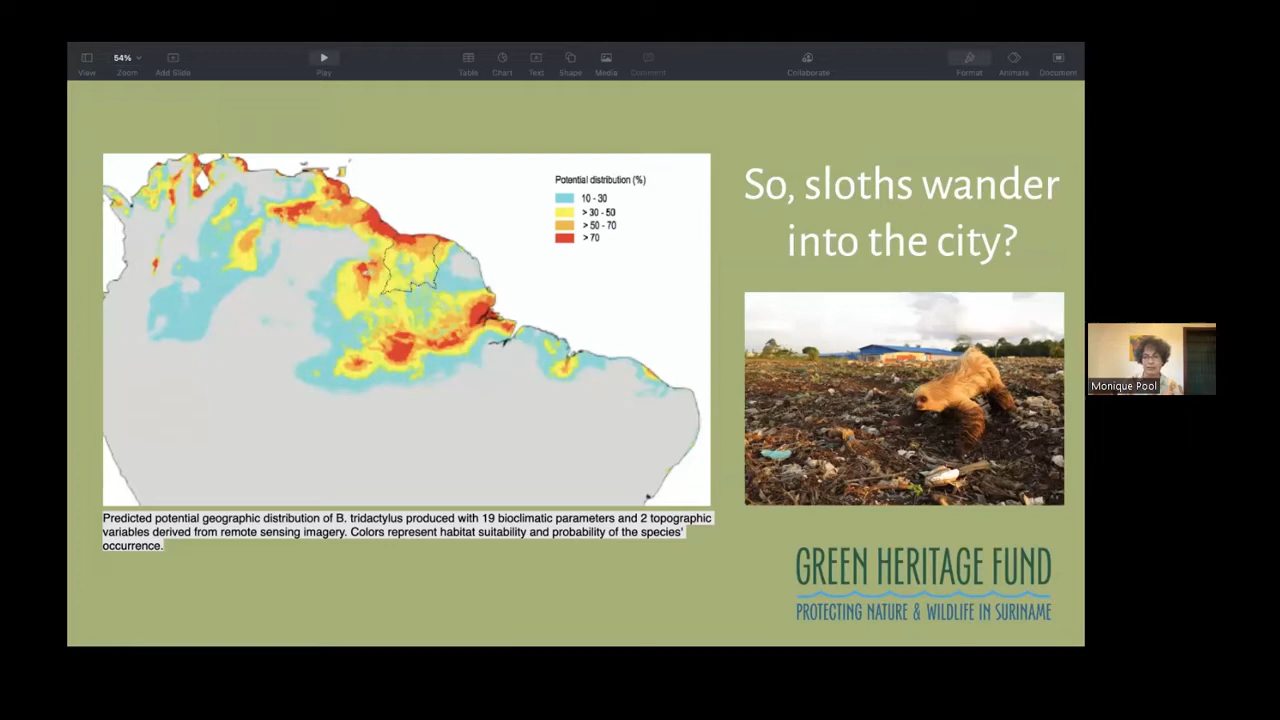 54%
View
Zoom
Add Slide
Play
Table
Chart
Text
Shape
Media
Comment
Collaborate
Format
Animate
Document
Potential distribution (%)
10 - 30
> 30 - 50
> 50 - 70
> 70
So, sloths wander
into the city?
Predicted potential geographic distribution of B. tridactylus produced with 19 bioclimatic parameters and 2 topographic
variables derived from remote sensing imagery. Colors represent habitat suitability and probability of the species'
occurrence.
GREEN HERITAGE FUND
PROTECTING NATURE & WILDLIFE IN SURINAME
Monique Pool